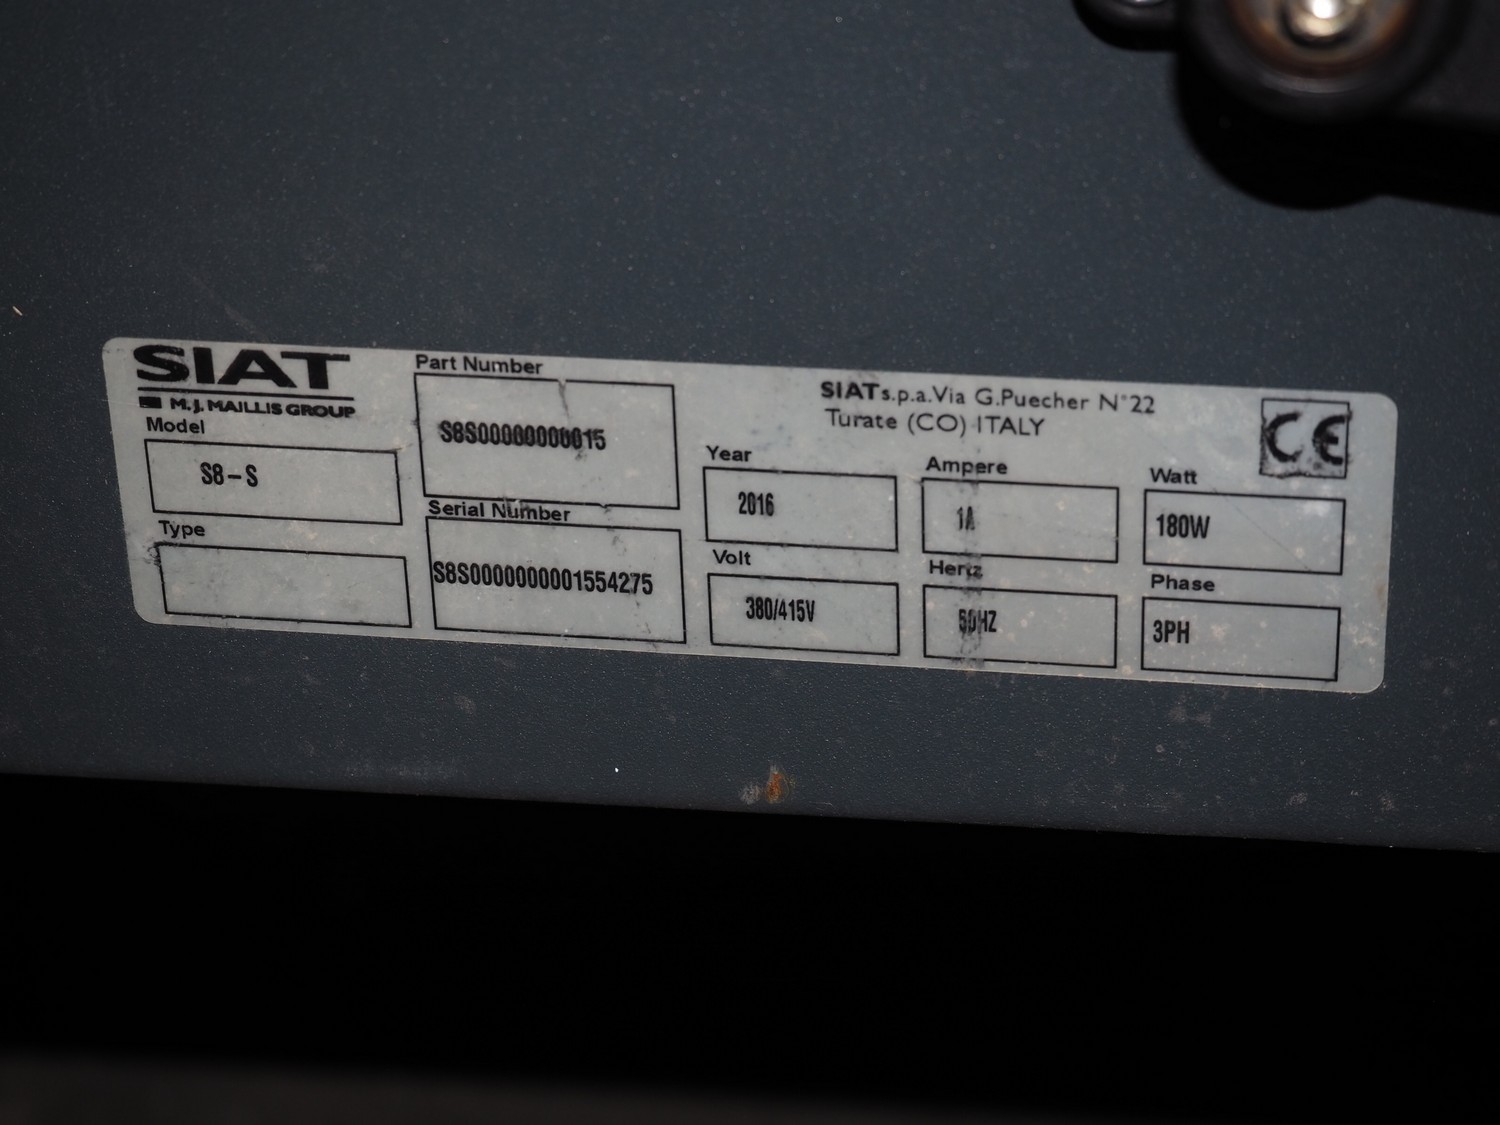 SIAT
M.J. MAILLIS GROUP
Model
S8-S
Type
Part Number
S8S00000000015
Serial Number
S8S0000000001554275
SIAT s.p.a. Via G.Puecher N°22
Turate (CO) ITALY
CE
Year
2016
Ampere
1A
Watt
180W
Volt
380/415V
Hertz
50HZ
Phase
3PH